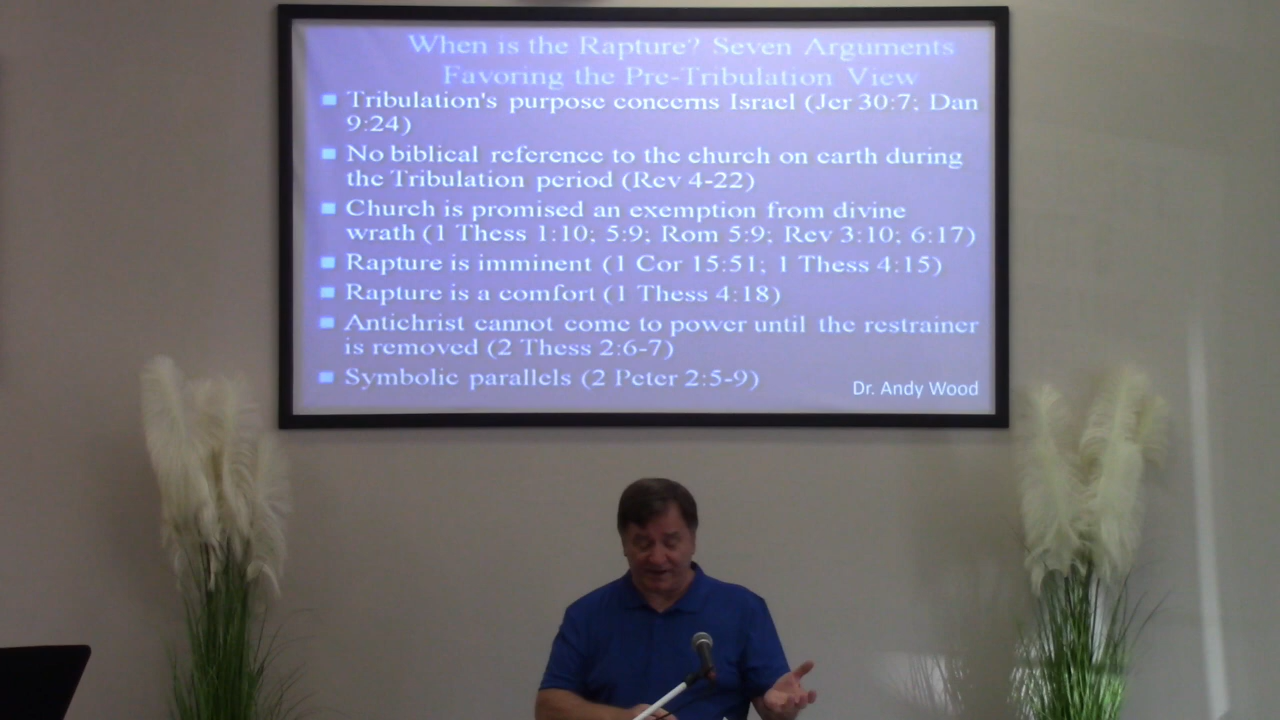 When is the Rapture? Seven Arguments
Favoring the Pre-Tribulation View
Tribulation's purpose concerns Israel (Jer 30:7; Dan
9:24)
No biblical reference to the church on earth during
the Tribulation period (Rev 4-22)
Church is promised an exemption from divine
wrath (1 Thess 1:10; 5:9; Rom 5:9; Rev 3:10; 6:17)
Rapture is imminent (1 Cor 15:51; 1 Thess 4:15)
Rapture is a comfort (1 Thess 4:18)
Antichrist cannot come to power until the restrainer
is removed (2 Thess 2:6-7)
Symbolic parallels (2 Peter 2:5-9)
Dr. Andy Wood